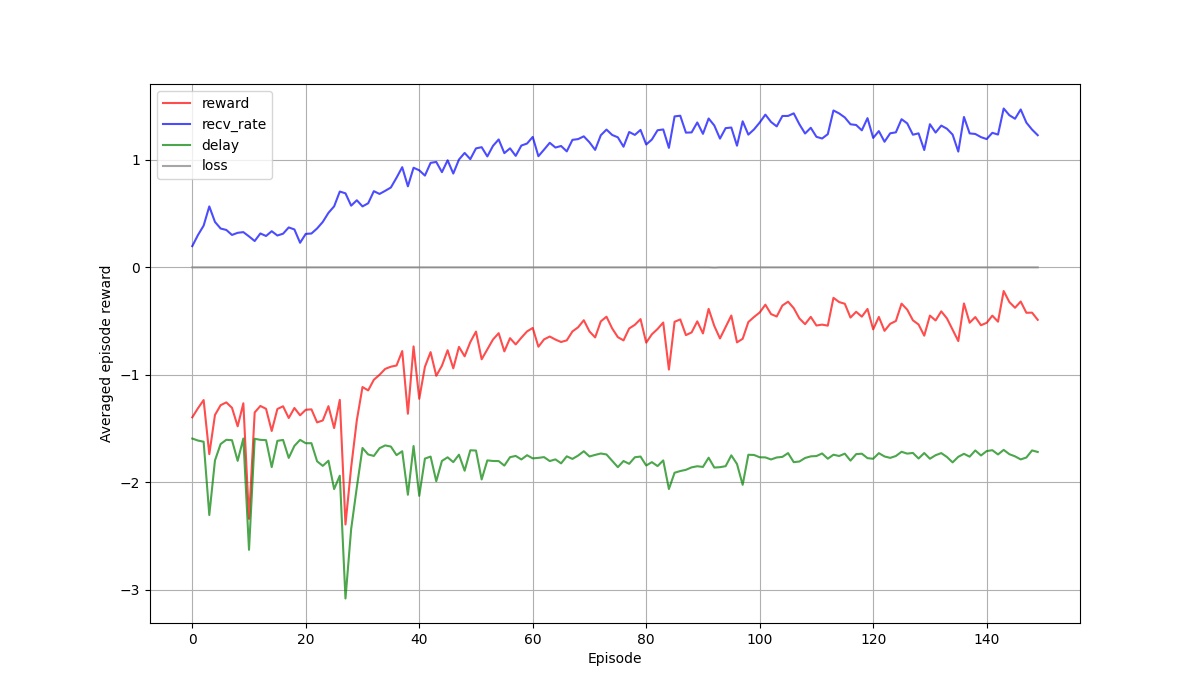 reward
recv_rate
delay
loss
1
0
−1
−2
−3
Averaged episode reward
0 20 40 60 80 100 120 140
Episode